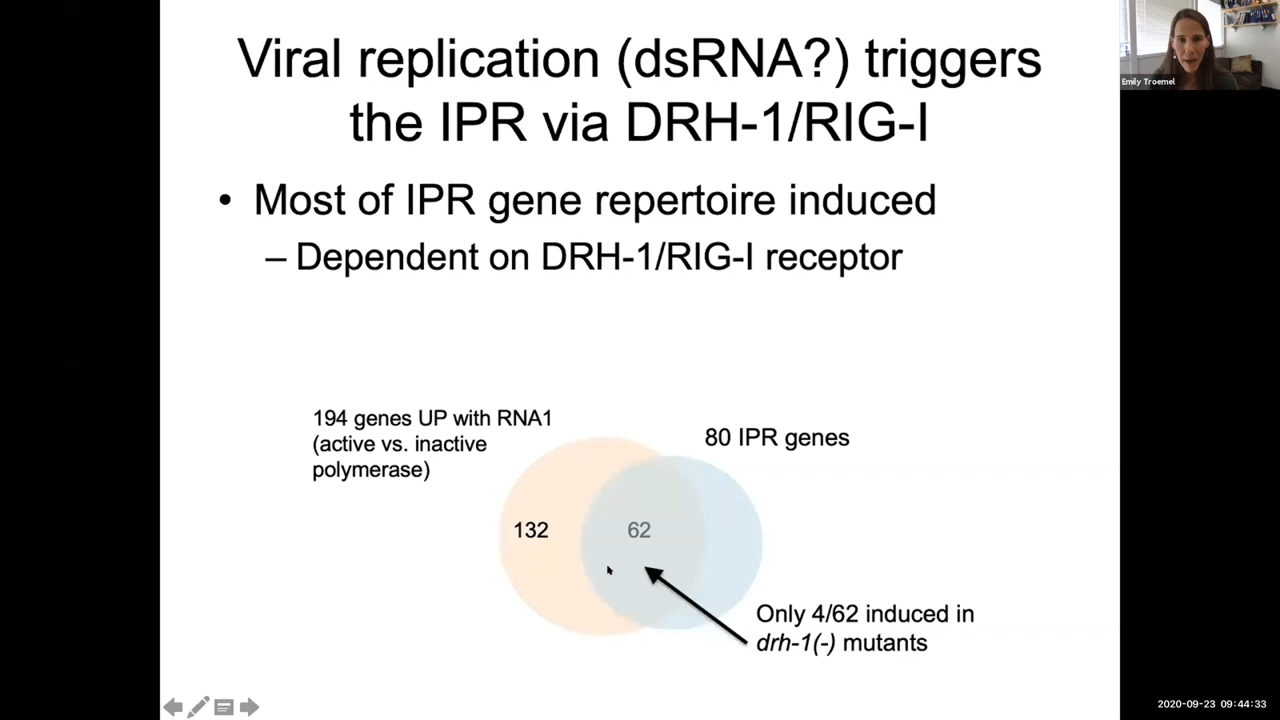 Viral replication (dsRNA?) triggers
the IPR via DRH-1/RIG-I
• Most of IPR gene repertoire induced
– Dependent on DRH-1/RIG-I receptor
194 genes UP with RNA1
(active vs. inactive
polymerase)
80 IPR genes
132
62
Only 4/62 induced in
drh-1(-) mutants
Emily Troemel
2020-09-23 09:44:33